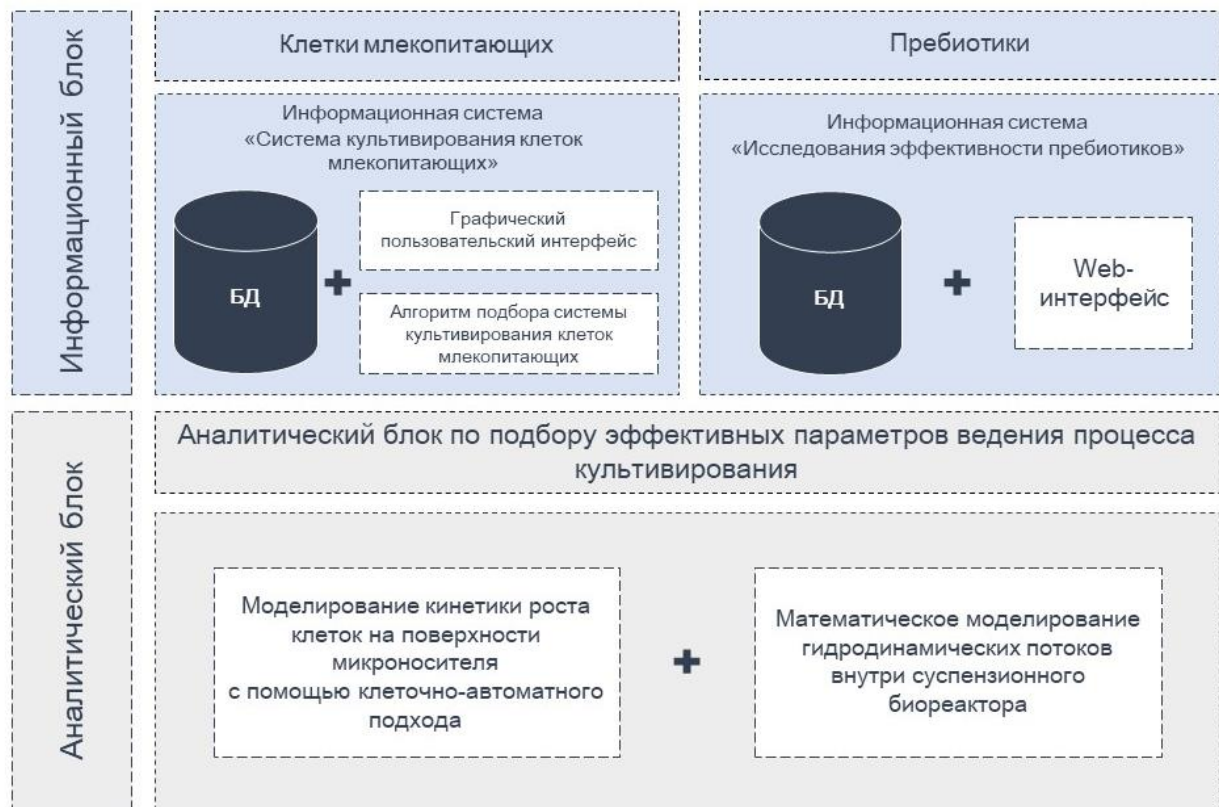 Информационный блок
Клетки млекопитающих
Пребиотики
Информационная система
«Система культивирования клеток
млекопитающих»
БД
Графический
пользовательский интерфейс
Алгоритм подбора системы
культивирования клеток
млекопитающих
Информационная система
«Исследования эффективности пребиотиков»
БД
Web-
интерфейс
Аналитический блок
Аналитический блок по подбору эффективных параметров ведения процесса
культивирования
Моделирование кинетики роста
клеток на поверхности
микроносителя
с помощью клеточно-автоматного
подхода
Математическое моделирование
гидродинамических потоков
внутри суспензионного
биореактора